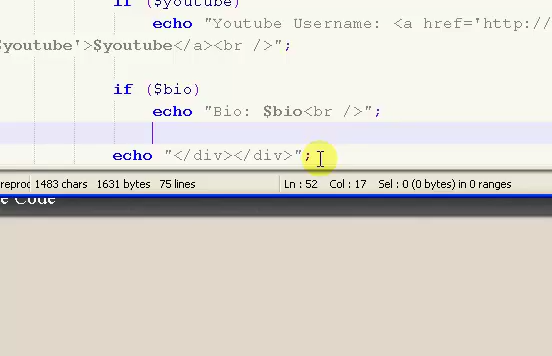 if ($youtube)
echo "Youtube Username: <a href='http://
$youtube'>$youtube</a><br />";
if ($bio)
echo "Bio: $bio<br />";
echo "</div></div>";
1483 chars 1631 bytes 75 lines Ln : 52 Col : 17 Sel : 0 (0 bytes) in 0 ranges
e Code